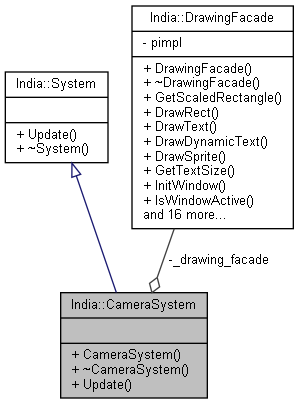 India::DrawingFacade
- pimpl
+ DrawingFacade()
+ ~DrawingFacade()
+ GetScaledRectangle()
+ DrawRect()
+ DrawText()
+ DrawDynamicText()
+ DrawSprite()
+ GetTextSize()
+ InitWindow()
+ IsWindowActive()
and 16 more...
India::System
+ Update()
+ ~System()
-_drawing_facade
India::CameraSystem
+ CameraSystem()
+ ~CameraSystem()
+ Update()